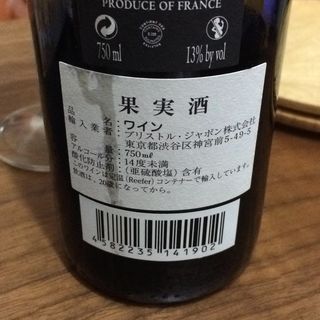 PRODUCE OF FRANCE
750 ml
13% by vol
果実酒
品名：ワイン
輸入業者：ブリストル・ジャポン株式会社
東京都渋谷区神宮前5-49-5
容量：750mℓ
アルコール分：14度未満
酸化防止剤：(亜硫酸塩)含有
このワインは定温(Reefer)コンテナーで輸入しています。
飲酒は、20歳になってから。
4 582235 141902